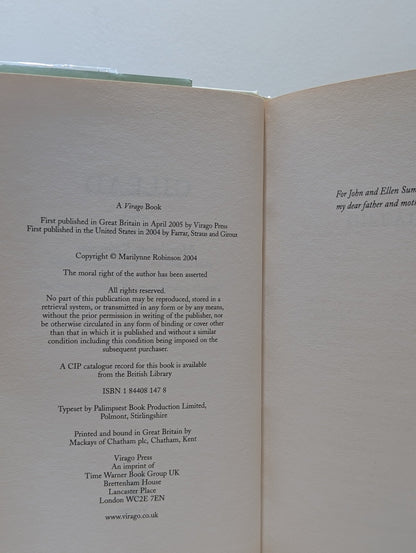 A Virago Book
First published in Great Britain in April 2005 by Virago Press
First published in the United States in 2004 by Farrar, Straus and Giroux
Copyright © Marilynne Robinson 2004
The moral right of the author has been asserted
All rights reserved.
No part of this publication may be reproduced, stored in a
retrieval system, or transmitted in any form or by any means,
without the prior permission in writing of the publisher, nor
be otherwise circulated in any form of binding or cover other
than that in which it is published and without a similar
condition including this condition being imposed on the
subsequent purchaser.
A CIP catalogue record for this book is available
from the British Library
ISBN 1 84408 147 8
Typeset by Palimpsest Book Production Limited,
Polmont, Stirlingshire
Printed and bound in Great Britain by
Mackays of Chatham plc, Chatham, Kent
Virago Press
An imprint of
Time Warner Book Group UK
Brettenham House
Lancaster Place
London WC2E 7EN
www.virago.co.uk
For John and Ellen Sum
my dear father and moth